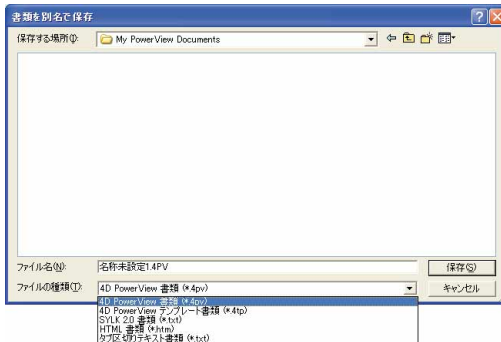 書類を別名で保存
保存する場所(I): My PowerView Documents
ファイル名(N): 名称未設定1.4PV 保存(S)
ファイルの種類(T): 4D PowerView 書類 (*.4pv) キャンセル
4D PowerView 書類 (*.4pv)
4D PowerView テンプレート書類 (*.4tp)
SYLK 2.0 書類 (*.txt)
HTML 書類 (*.htm)
タブ区切りテキスト書類 (*.txt)